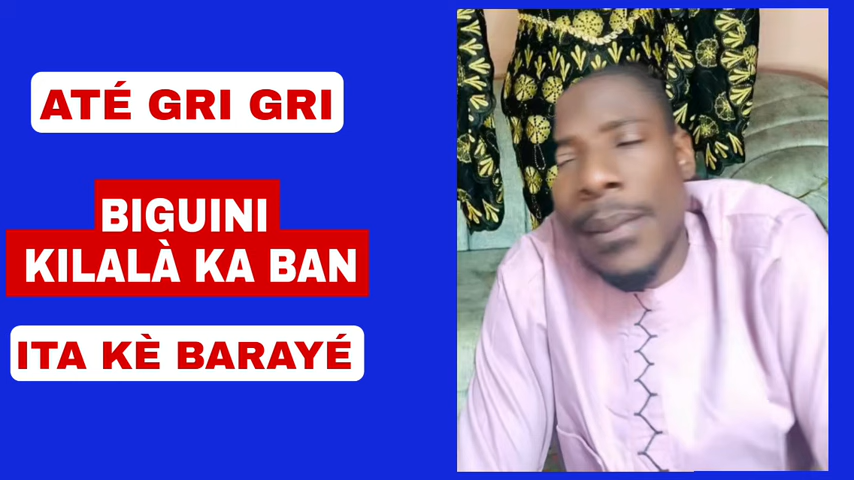 ATÉ GRI GRI
BIGUINI
KILALÀ KA BAN
ITA KÈ BARAYÉ